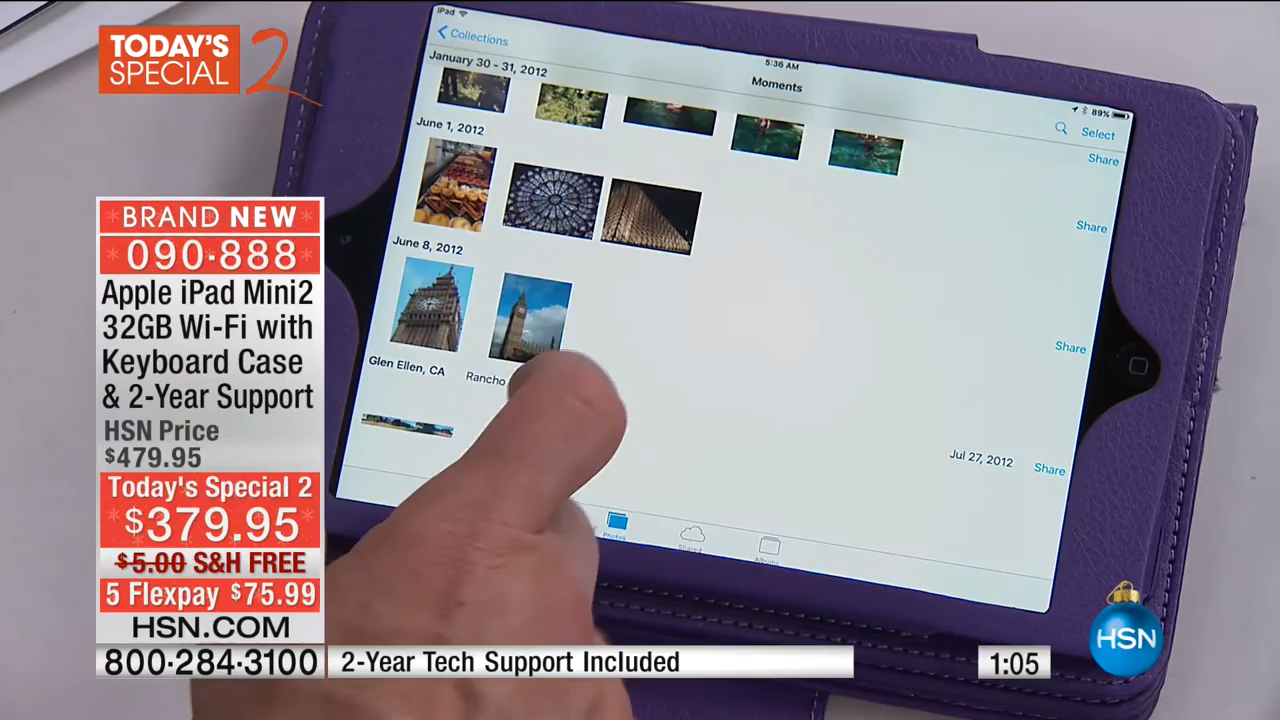 TODAY'S
SPECIAL 2
BRAND NEW
090-888
Apple iPad Mini2
32GB Wi-Fi with
Keyboard Case
& 2-Year Support
HSN Price
$479.95
Today's Special 2
$379.95
$5.00 S&H FREE
5 Flexpay $75.99
HSN.COM
800-284-3100
2-Year Tech Support Included
1:05
HSN
iPad
Collections
5:36 AM
Moments
89%
Select
January 30 - 31, 2012
Share
June 1, 2012
Share
June 8, 2012
Share
Glen Ellen, CA
Rancho
Jul 27, 2012
Share
Photos
Shared
Albums